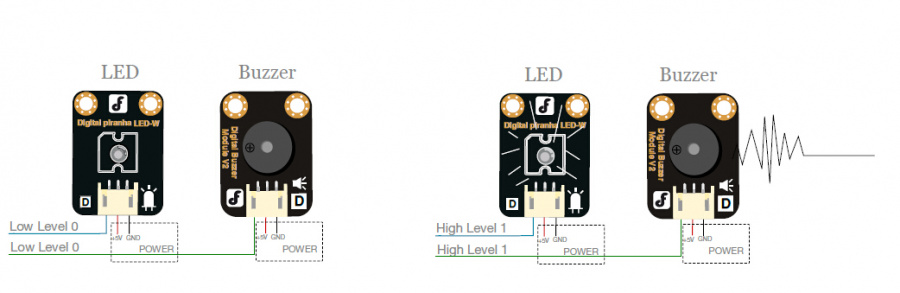 LED
Buzzer
Digital piranha LED-W
Digital Buzzer
Module V2
D
D
Low Level 0
Low Level 0
+5V
GND
POWER
+5V
GND
POWER
LED
Buzzer
Digital piranha LED-W
Digital Buzzer
Module V2
D
D
High Level 1
High Level 1
+5V
GND
POWER
+5V
GND
POWER